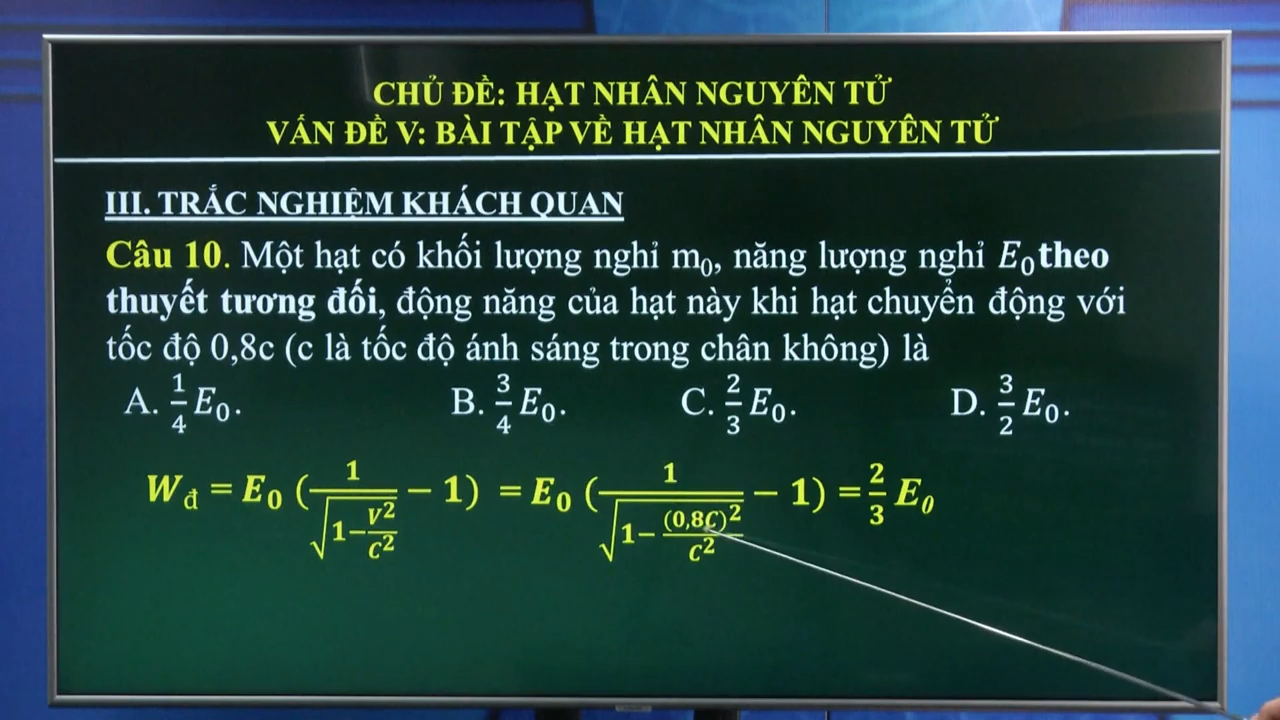 CHỦ ĐỀ: HẠT NHÂN NGUYÊN TỬ
VẤN ĐỀ V: BÀI TẬP VỀ HẠT NHÂN NGUYÊN TỬ
III. TRẮC NGHIỆM KHÁCH QUAN
Câu 10. Một hạt có khối lượng nghỉ m₀, năng lượng nghỉ E₀ theo
thuyết tương đối, động năng của hạt này khi hạt chuyển động với
tốc độ 0,8c (c là tốc độ ánh sáng trong chân không) là
A. 1/4 E₀. B. 3/4 E₀. C. 2/3 E₀. D. 3/2 E₀.
W_đ = E₀ (1/√(1−V²/C²) − 1) = E₀ (1/√(1−(0,8C)²/C²) − 1) = 2/3 E₀